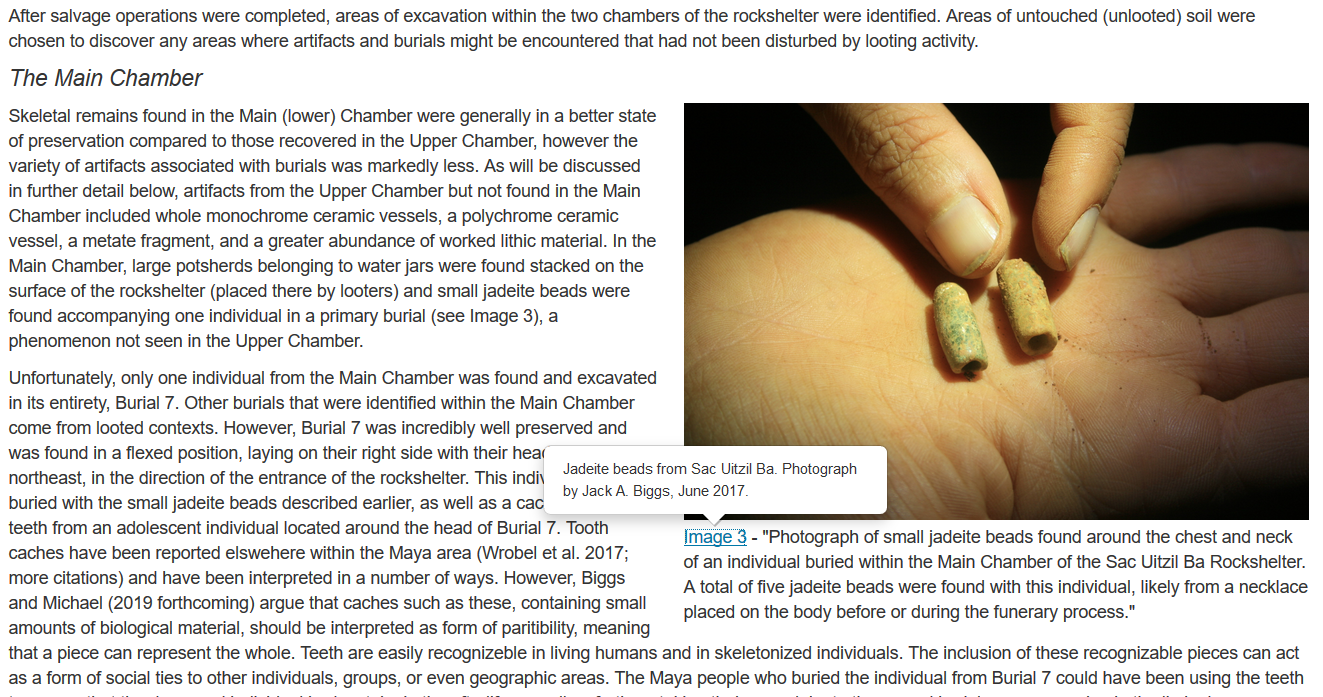 After salvage operations were completed, areas of excavation within the two chambers of the rockshelter were identified. Areas of untouched (unlooted) soil were
chosen to discover any areas where artifacts and burials might be encountered that had not been disturbed by looting activity.
The Main Chamber
Skeletal remains found in the Main (lower) Chamber were generally in a better state
of preservation compared to those recovered in the Upper Chamber, however the
variety of artifacts associated with burials was markedly less. As will be discussed
in further detail below, artifacts from the Upper Chamber but not found in the Main
Chamber included whole monochrome ceramic vessels, a polychrome ceramic
vessel, a metate fragment, and a greater abundance of worked lithic material. In the
Main Chamber, large potsherds belonging to water jars were found stacked on the
surface of the rockshelter (placed there by looters) and small jadeite beads were
found accompanying one individual in a primary burial (see Image 3), a
phenomenon not seen in the Upper Chamber.
Unfortunately, only one individual from the Main Chamber was found and excavated
in its entirety, Burial 7. Other burials that were identified within the Main Chamber
come from looted contexts. However, Burial 7 was incredibly well preserved and
was found in a flexed position, laying on their right side with their
northeast, in the direction of the entrance of the rockshelter. This
buried with the small jadeite beads described earlier, as well as a
teeth from an adolescent individual located around the head of Burial 7. Tooth
caches have been reported elsewhere within the Maya area (Wrobel et al. 2017;
more citations) and have been interpreted in a number of ways. However, Biggs
and Michael (2019 forthcoming) argue that caches such as these, containing small
amounts of biological material, should be interpreted as form of paritibility, meaning
that a piece can represent the whole. Teeth are easily recognizeble in living humans and in skeletonized individuals. The inclusion of these recognizable pieces can act
as a form of social ties to other individuals, groups, or even geographic areas. The Maya people who buried the individual from Burial 7 could have been using the teeth
Jadeite beads from Sac Uitzil Ba. Photograph
by Jack A. Biggs, June 2017.
Image 3 - "Photograph of small jadeite beads found around the chest and neck
of an individual buried within the Main Chamber of the Sac Uitzil Ba Rockshelter.
A total of five jadeite beads were found with this individual, likely from a necklace
placed on the body before or during the funerary process."